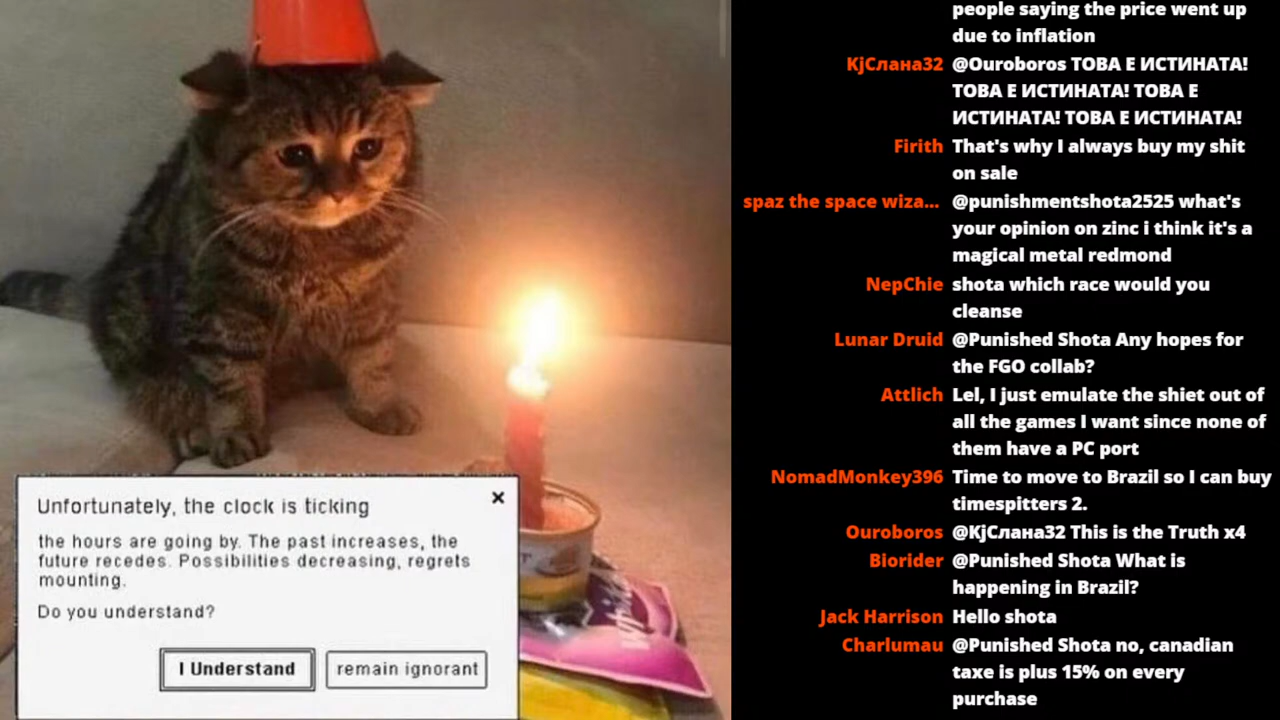 Unfortunately, the clock is ticking
the hours are going by. The past increases, the
future recedes. Possibilities decreasing, regrets
mounting.
Do you understand?
I Understand
remain ignorant
people saying the price went up
due to inflation
KjСлана32 @Ouroboros ТОВА Е ИСТИНАТА!
ТОВА Е ИСТИНАТА! ТОВА Е
ИСТИНАТА! ТОВА Е ИСТИНАТА!
Firith That's why I always buy my shit
on sale
spaz the space wiza... @punishmentshota2525 what's
your opinion on zinc i think it's a
magical metal redmond
NepChie shota which race would you
cleanse
Lunar Druid @Punished Shota Any hopes for
the FGO collab?
Attlich Lel, I just emulate the shiet out of
all the games I want since none of
them have a PC port
NomadMonkey396 Time to move to Brazil so I can buy
timespitters 2.
Ouroboros @KjСлана32 This is the Truth x4
Biorider @Punished Shota What is
happening in Brazil?
Jack Harrison Hello shota
Charlumau @Punished Shota no, canadian
taxe is plus 15% on every
purchase